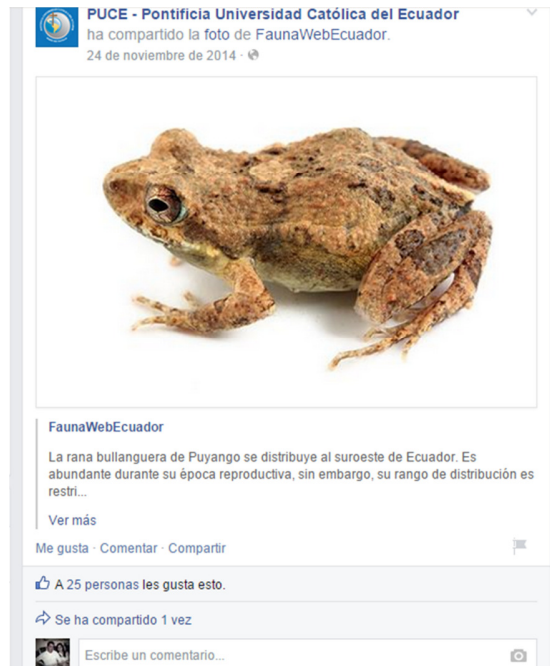 PUCE - Pontificia Universidad Católica del Ecuador
ha compartido la foto de FaunaWebEcuador.
24 de noviembre de 2014 ·
FaunaWebEcuador
La rana bullanguera de Puyango se distribuye al suroeste de Ecuador. Es
abundante durante su época reproductiva, sin embargo, su rango de distribución es
restri...
Ver más
Me gusta · Comentar · Compartir
A 25 personas les gusta esto.
Se ha compartido 1 vez
Escribe un comentario...